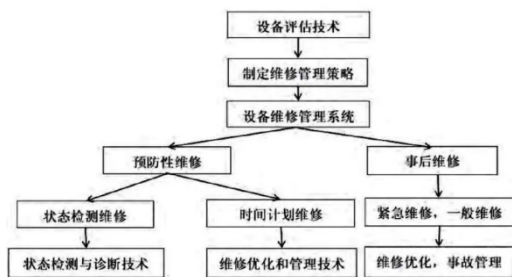 设备评估技术
制定维修管理策略
设备维修管理系统
预防性维修
事后维修
状态检测维修
时间计划维修
紧急维修，一般维修
状态检测与诊断技术
维修优化和管理技术
维修优化，事故管理